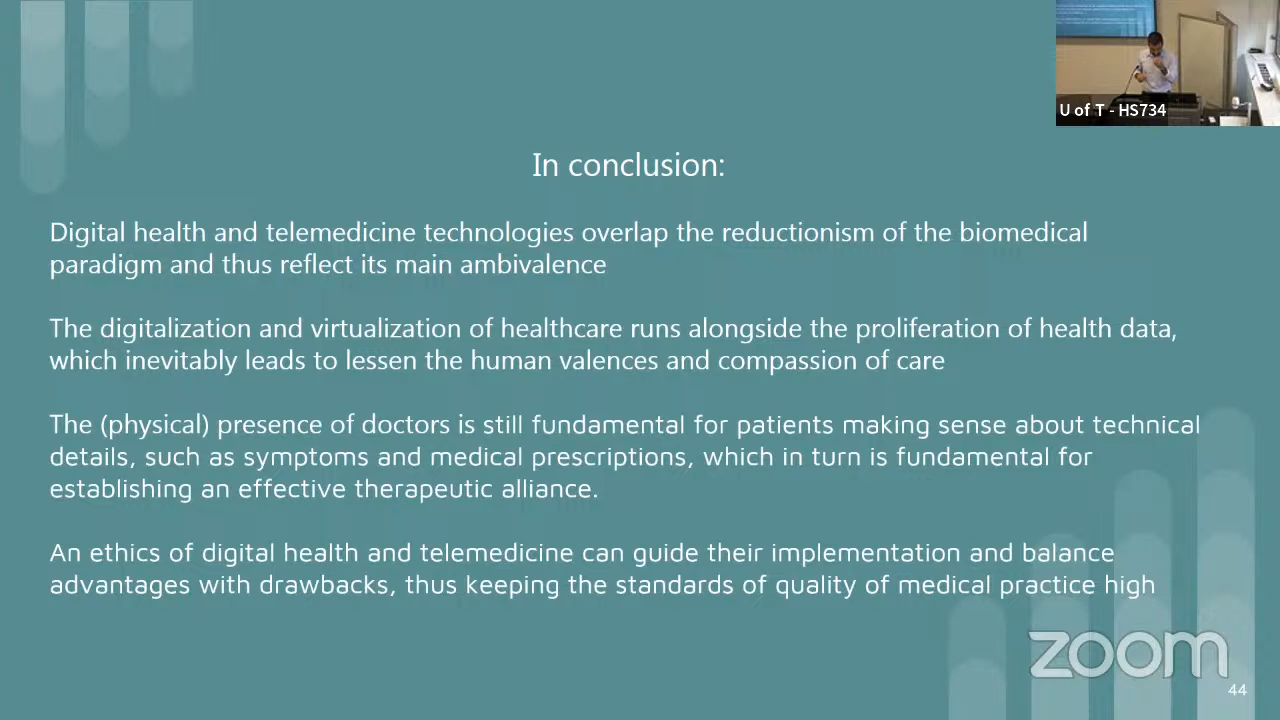 U of T - HS734
In conclusion:
Digital health and telemedicine technologies overlap the reductionism of the biomedical
paradigm and thus reflect its main ambivalence
The digitalization and virtualization of healthcare runs alongside the proliferation of health data,
which inevitably leads to lessen the human valences and compassion of care
The (physical) presence of doctors is still fundamental for patients making sense about technical
details, such as symptoms and medical prescriptions, which in turn is fundamental for
establishing an effective therapeutic alliance.
An ethics of digital health and telemedicine can guide their implementation and balance
advantages with drawbacks, thus keeping the standards of quality of medical practice high
zoom
44